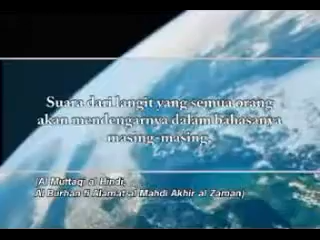 Suara dari langit yang semua orang
akan mendengarnya dalam bahasanya
masing-masing.
(Al Muttaqi al Hindi,
Al Burhan fi Alamat al Mahdi Akhir al Zaman)